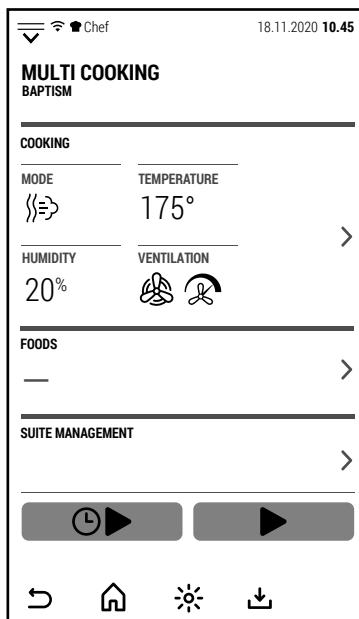 Chef 18.11.2020 10.45
MULTI COOKING
BAPTISM
COOKING
MODE TEMPERATURE
175°
HUMIDITY VENTILATION
20%
FOODS
—
SUITE MANAGEMENT